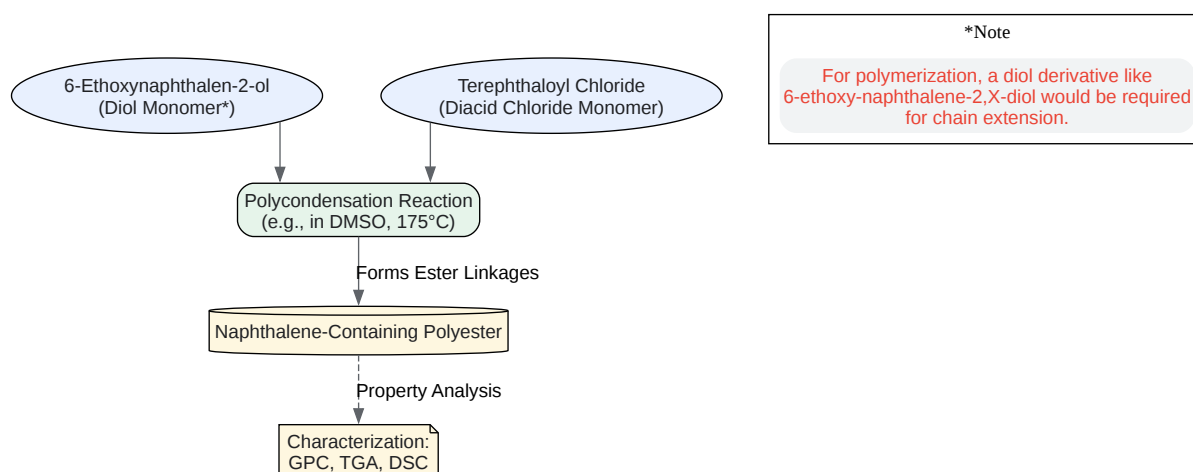 6-Ethoxynaphthalen-2-ol
(Diol Monomer*)
Terephthaloyl Chloride
(Diacid Chloride Monomer)
*Note
For polymerization, a diol derivative like
6-ethoxy-naphthalene-2,X-diol would be required
for chain extension.
Polycondensation Reaction
(e.g., in DMSO, 175°C)
Forms Ester Linkages
Naphthalene-Containing Polyester
Property Analysis
Characterization:
GPC, TGA, DSC